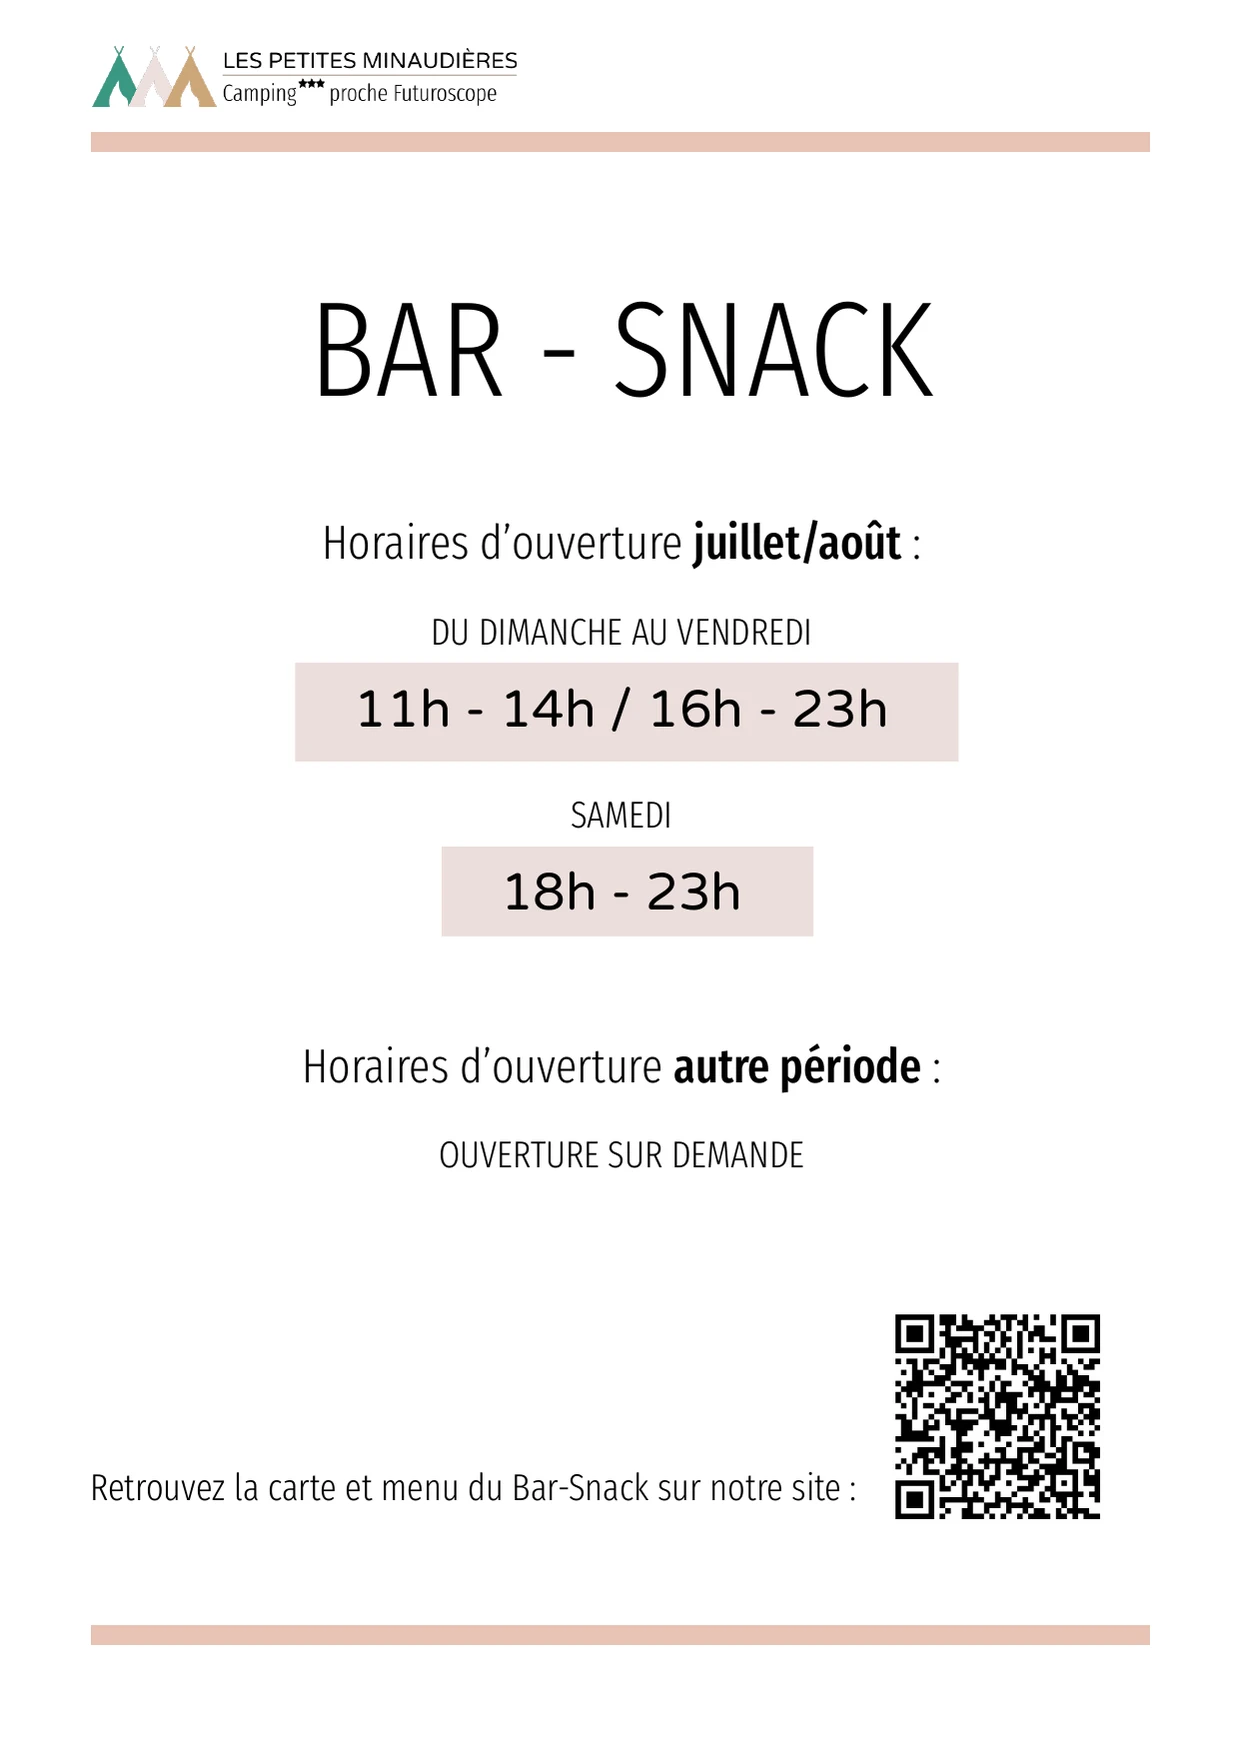 LES PETITES MINAUDIÈRES
Camping*** proche Futuroscope
BAR - SNACK
Horaires d’ouverture juillet/août :
DU DIMANCHE AU VENDREDI
11h - 14h / 16h - 23h
SAMEDI
18h - 23h
Horaires d’ouverture autre période :
OUVERTURE SUR DEMANDE
Retrouvez la carte et menu du Bar-Snack sur notre site :